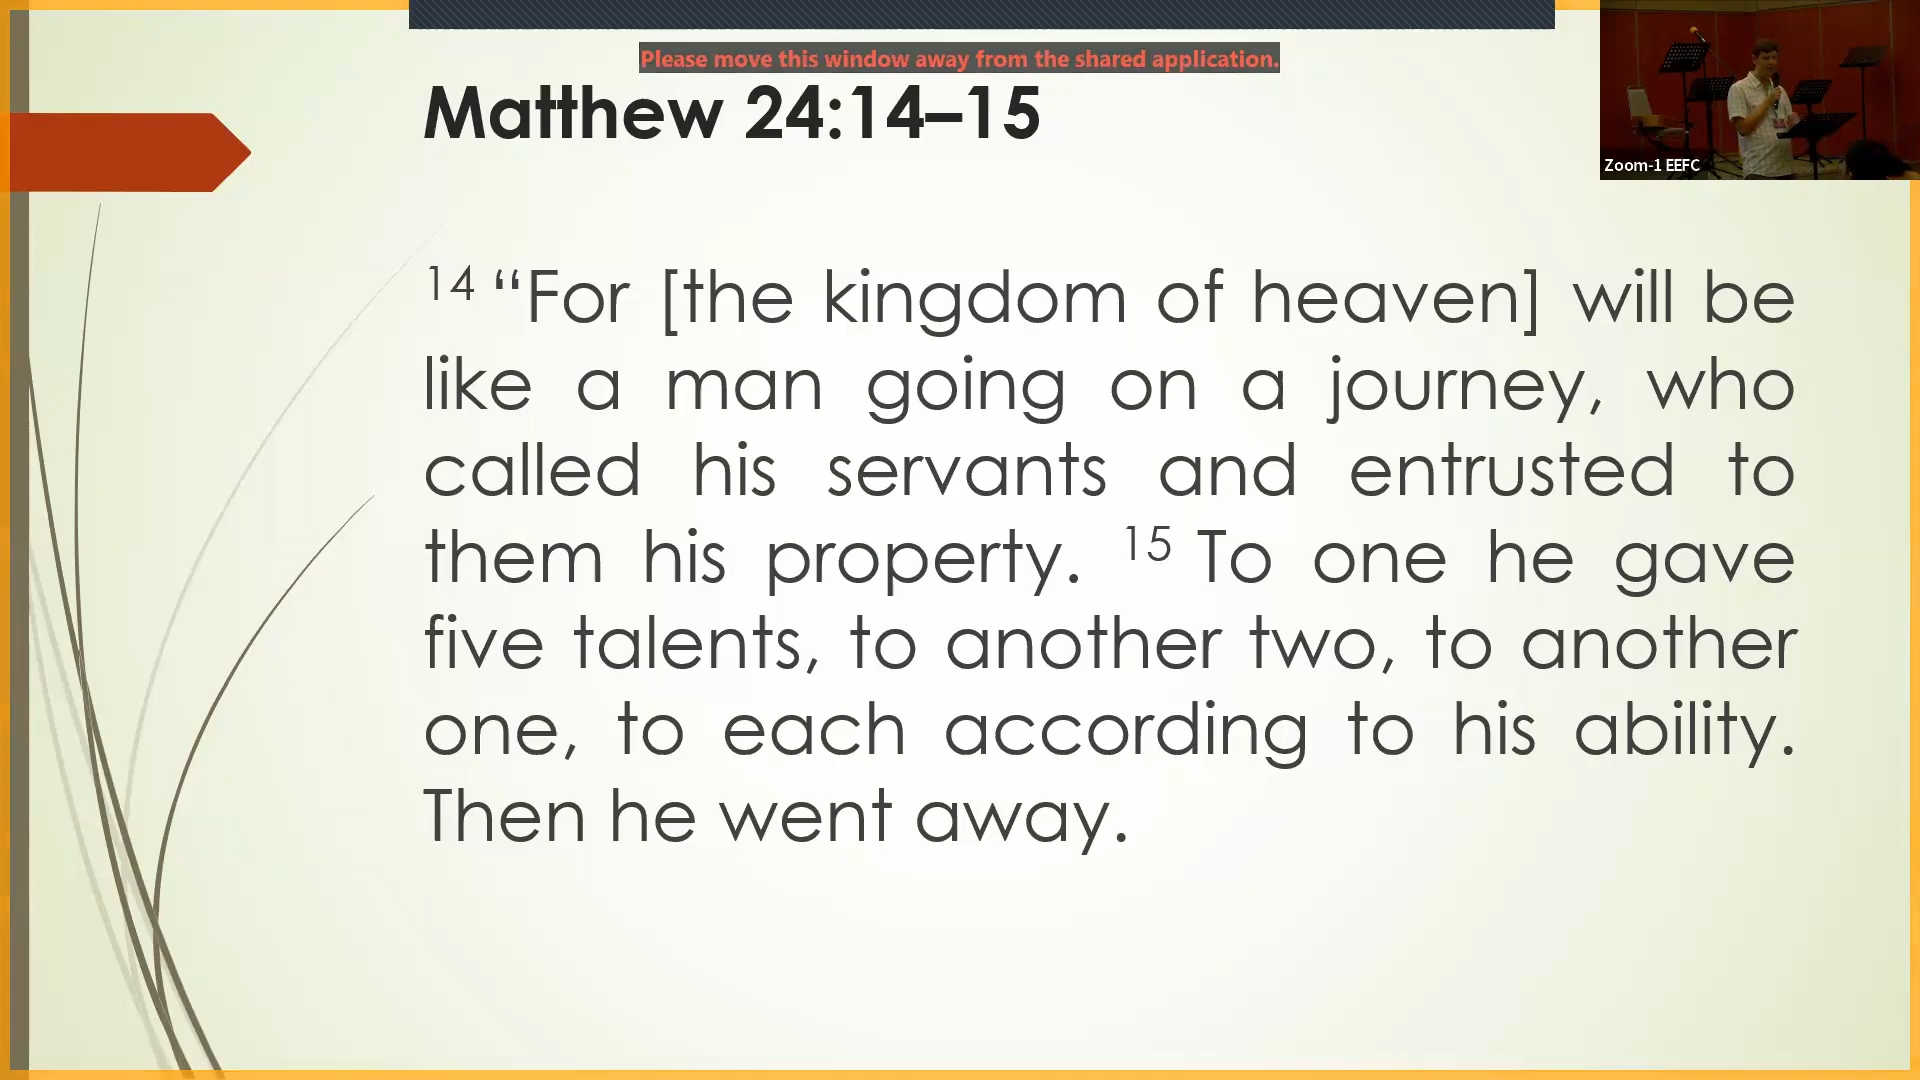 Please move this window away from the shared application.
Matthew 24:14–15
Zoom-1 EEFC
14 “For [the kingdom of heaven] will be
like a man going on a journey, who
called his servants and entrusted to
them his property. 15 To one he gave
five talents, to another two, to another
one, to each according to his ability.
Then he went away.